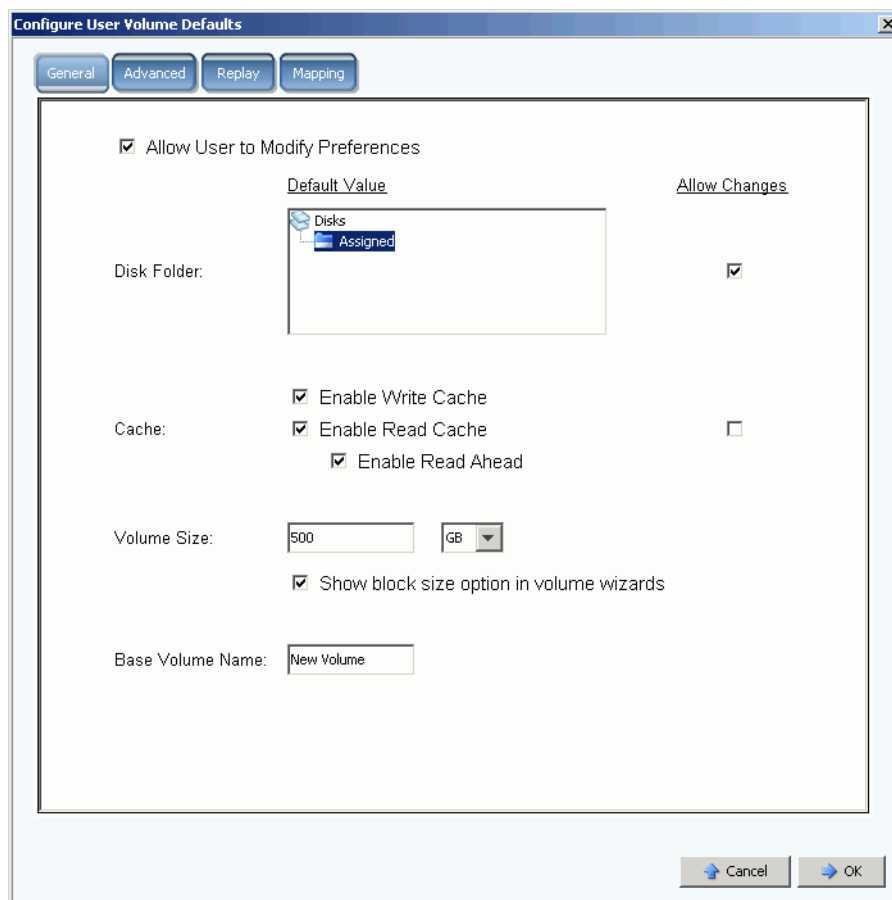 Configure User Volume Defaults
General Advanced Replay Mapping
Allow User to Modify Preferences
Default Value Allow Changes
Disks
Assigned
Disk Folder:
Enable Write Cache
Cache: Enable Read Cache
Enable Read Ahead
Volume Size: 500 GB
Show block size option in volume wizards
Base Volume Name: New Volume
Cancel OK